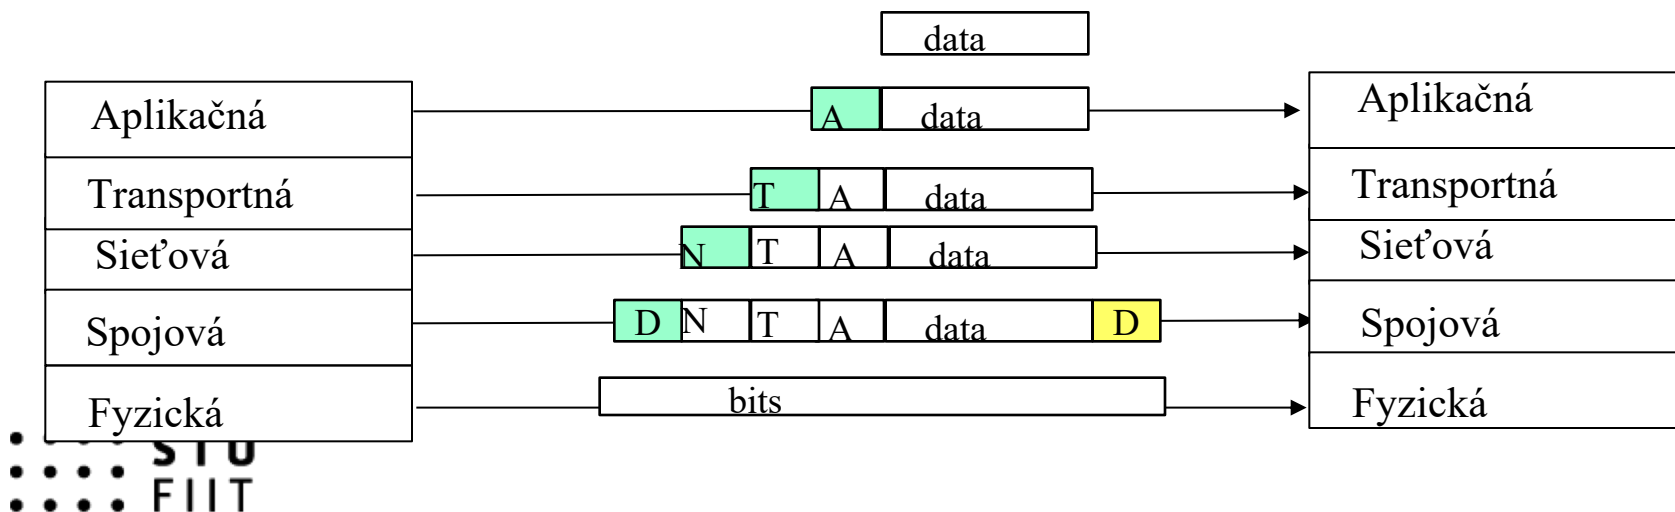 data
Aplikačná A data Aplikačná
Transportná T A data Transportná
Sieťová N T A data Sieťová
Spojová D N T A data D Spojová
Fyzická bits Fyzická
STU
FIIT